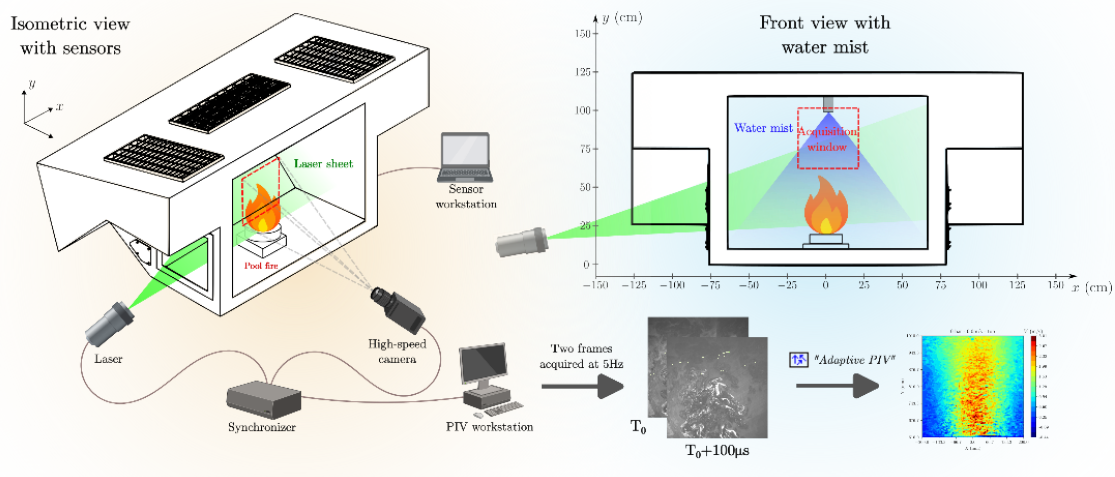 Isometric view
with sensors
y
x
Laser sheet
Pool fire
Sensor
workstation
Laser
High-speed
camera
Synchronizer
PIV workstation
Front view with
water mist
y (cm)
150
125
100
75
50
25
0
Water mist
Acquisition
window
−150 −125 −100 −75 −50 −25 0 25 50 75 100 125 x (cm)
Two frames
acquired at 5Hz
T0
T0+100µs
"Adaptive PIV"